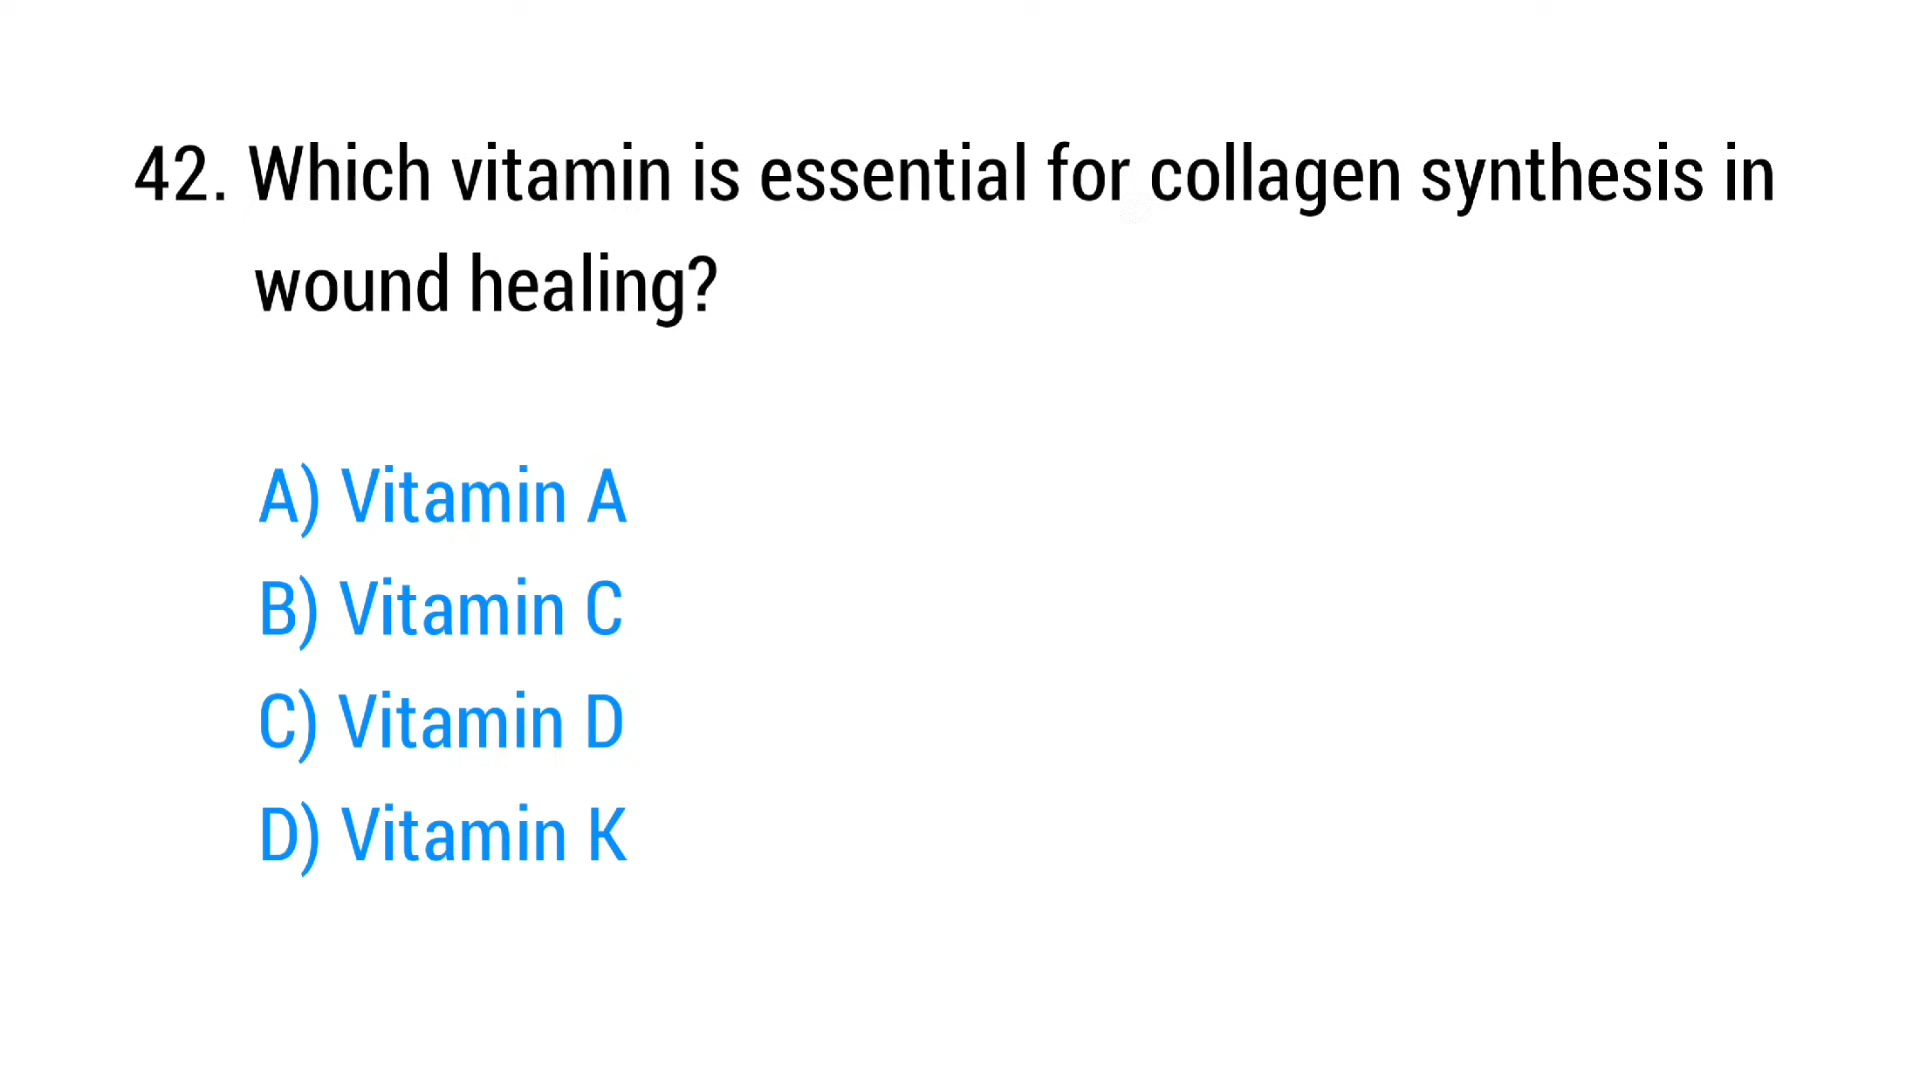 42. Which vitamin is essential for collagen synthesis in
wound healing?
A) Vitamin A
B) Vitamin C
C) Vitamin D
D) Vitamin K